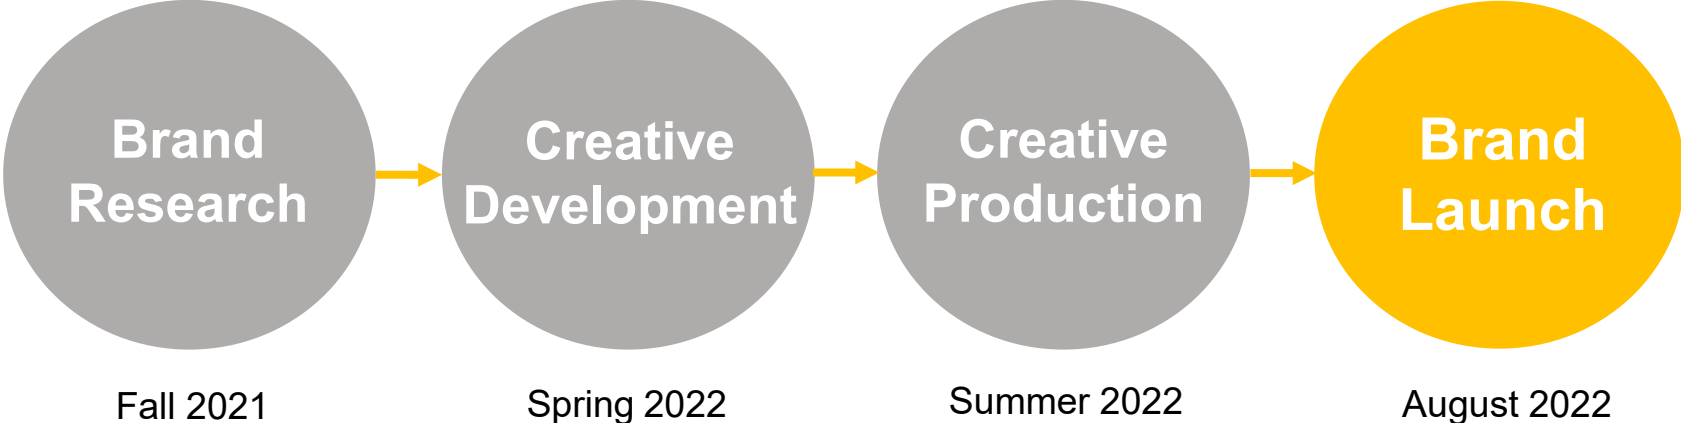 Brand
Research
Creative
Development
Creative
Production
Brand
Launch
Fall 2021
Spring 2022
Summer 2022
August 2022